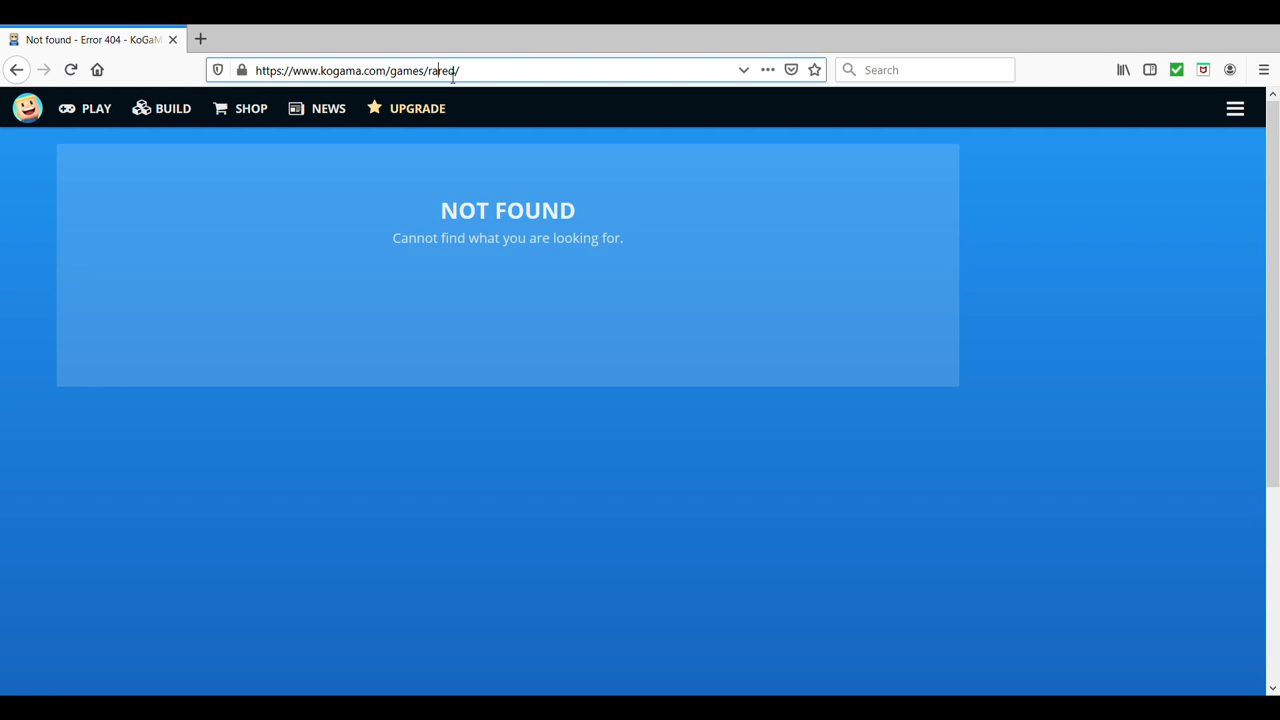 Not found - Error 404 - KoGaM
https://www.kogama.com/games/rared/
Search
PLAY BUILD SHOP NEWS UPGRADE
NOT FOUND
Cannot find what you are looking for.